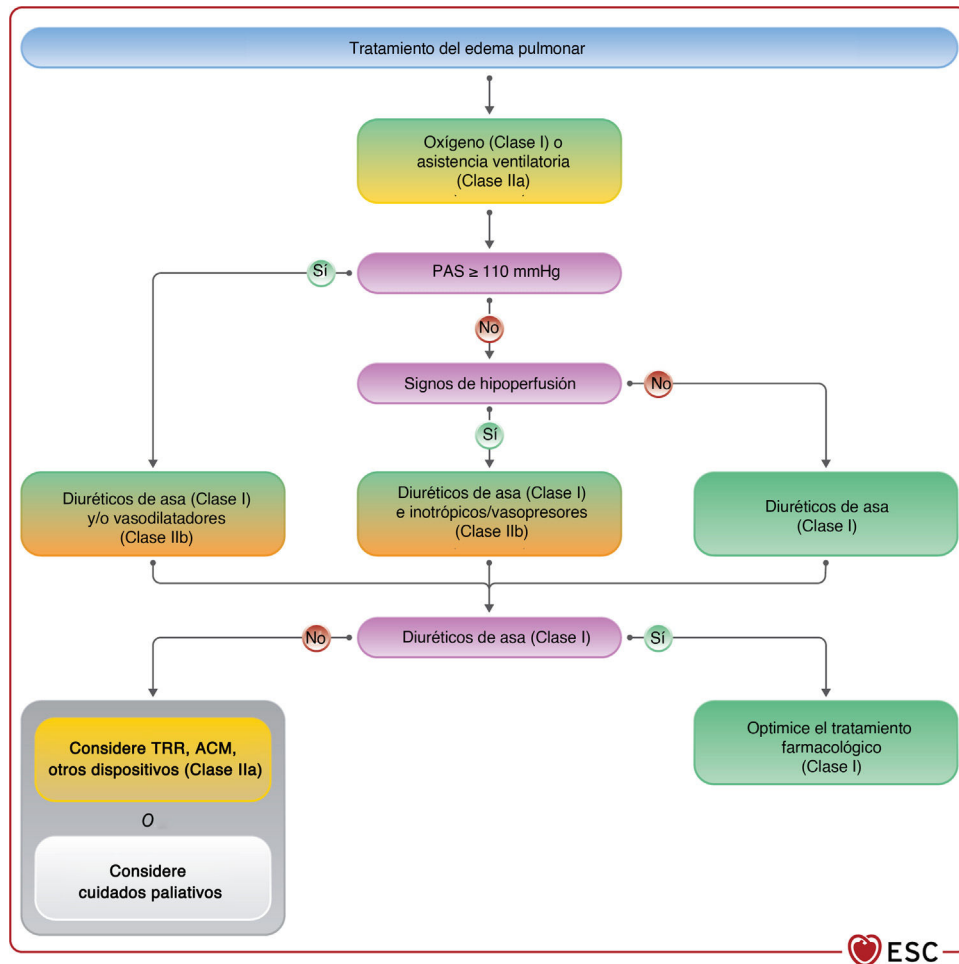 Tratamiento del edema pulmonar
Oxígeno (Clase I) o
asistencia ventilatoria
(Clase IIa)
PAS ≥ 110 mmHg
Sí
No
Signos de hipoperfusión
No
Sí
Diuréticos de asa (Clase I)
y/o vasodilatadores
(Clase IIb)
Diuréticos de asa (Clase I)
e inotrópicos/vasopresores
(Clase IIb)
Diuréticos de asa
(Clase I)
No
Diuréticos de asa (Clase I)
Sí
Considere TRR, ACM,
otros dispositivos (Clase IIa)
O
Considere
cuidados paliativos
Optimice el tratamiento
farmacológico
(Clase I)
ESC